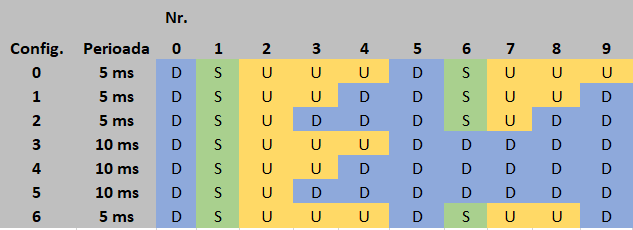 Nr.
Config. Perioada 0 1 2 3 4 5 6 7 8 9
0 5 ms D S U U U D S U U U
1 5 ms D S U U D D S U U D
2 5 ms D S U D D D S U D D
3 10 ms D S U U U D D D D D
4 10 ms D S U U D D D D D D
5 10 ms D S U D D D D D D D
6 5 ms D S U U U D S U U D